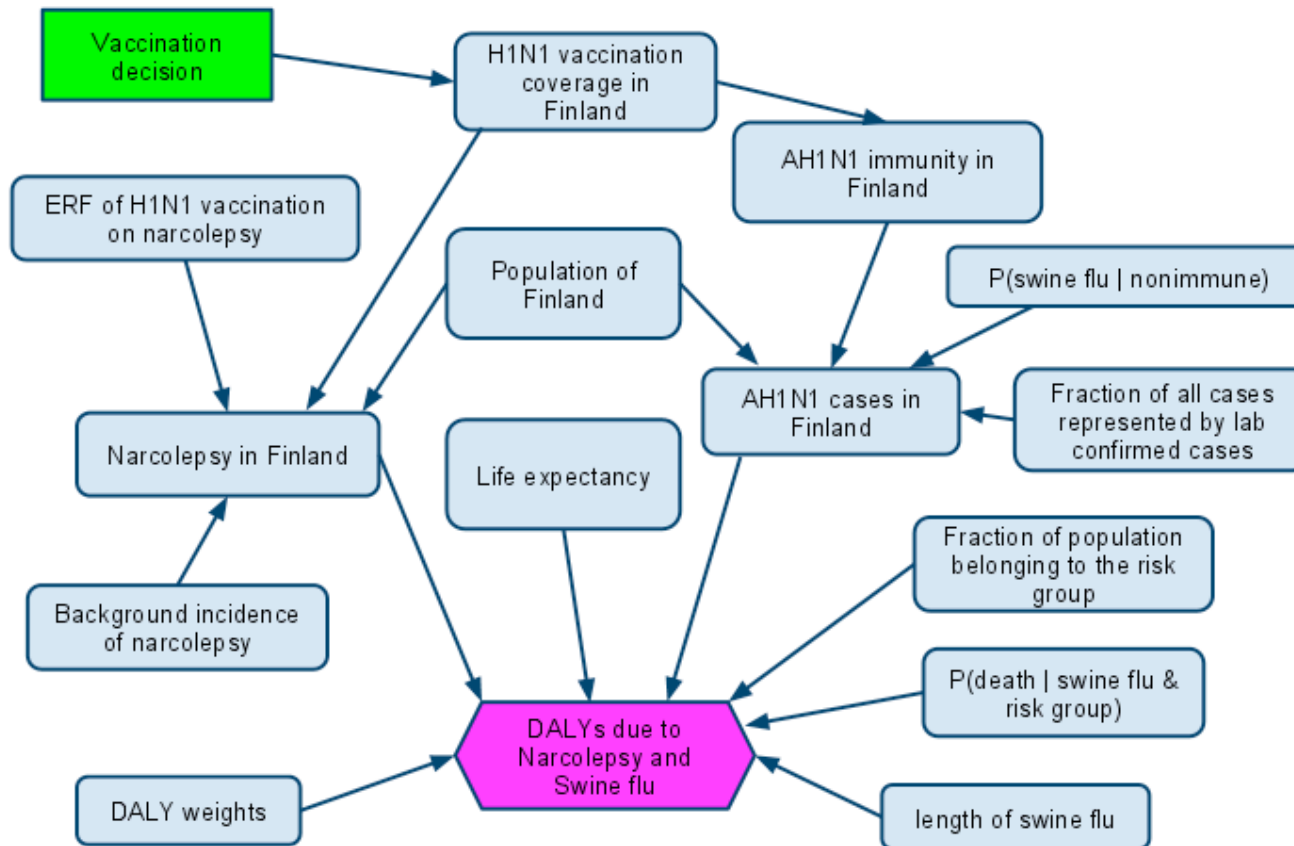 Vaccination
decision
H1N1 vaccination
coverage in
Finland
AH1N1 immunity in
Finland
ERF of H1N1 vaccination
on narcolepsy
Population of
Finland
P(swine flu | nonimmune)
Narcolepsy in Finland
AH1N1 cases in
Finland
Fraction of all cases
represented by lab
confirmed cases
Life expectancy
Background incidence
of narcolepsy
Fraction of population
belonging to the risk
group
P(death | swine flu &
risk group)
DALYs due to
Narcolepsy and
Swine flu
DALY weights
length of swine flu